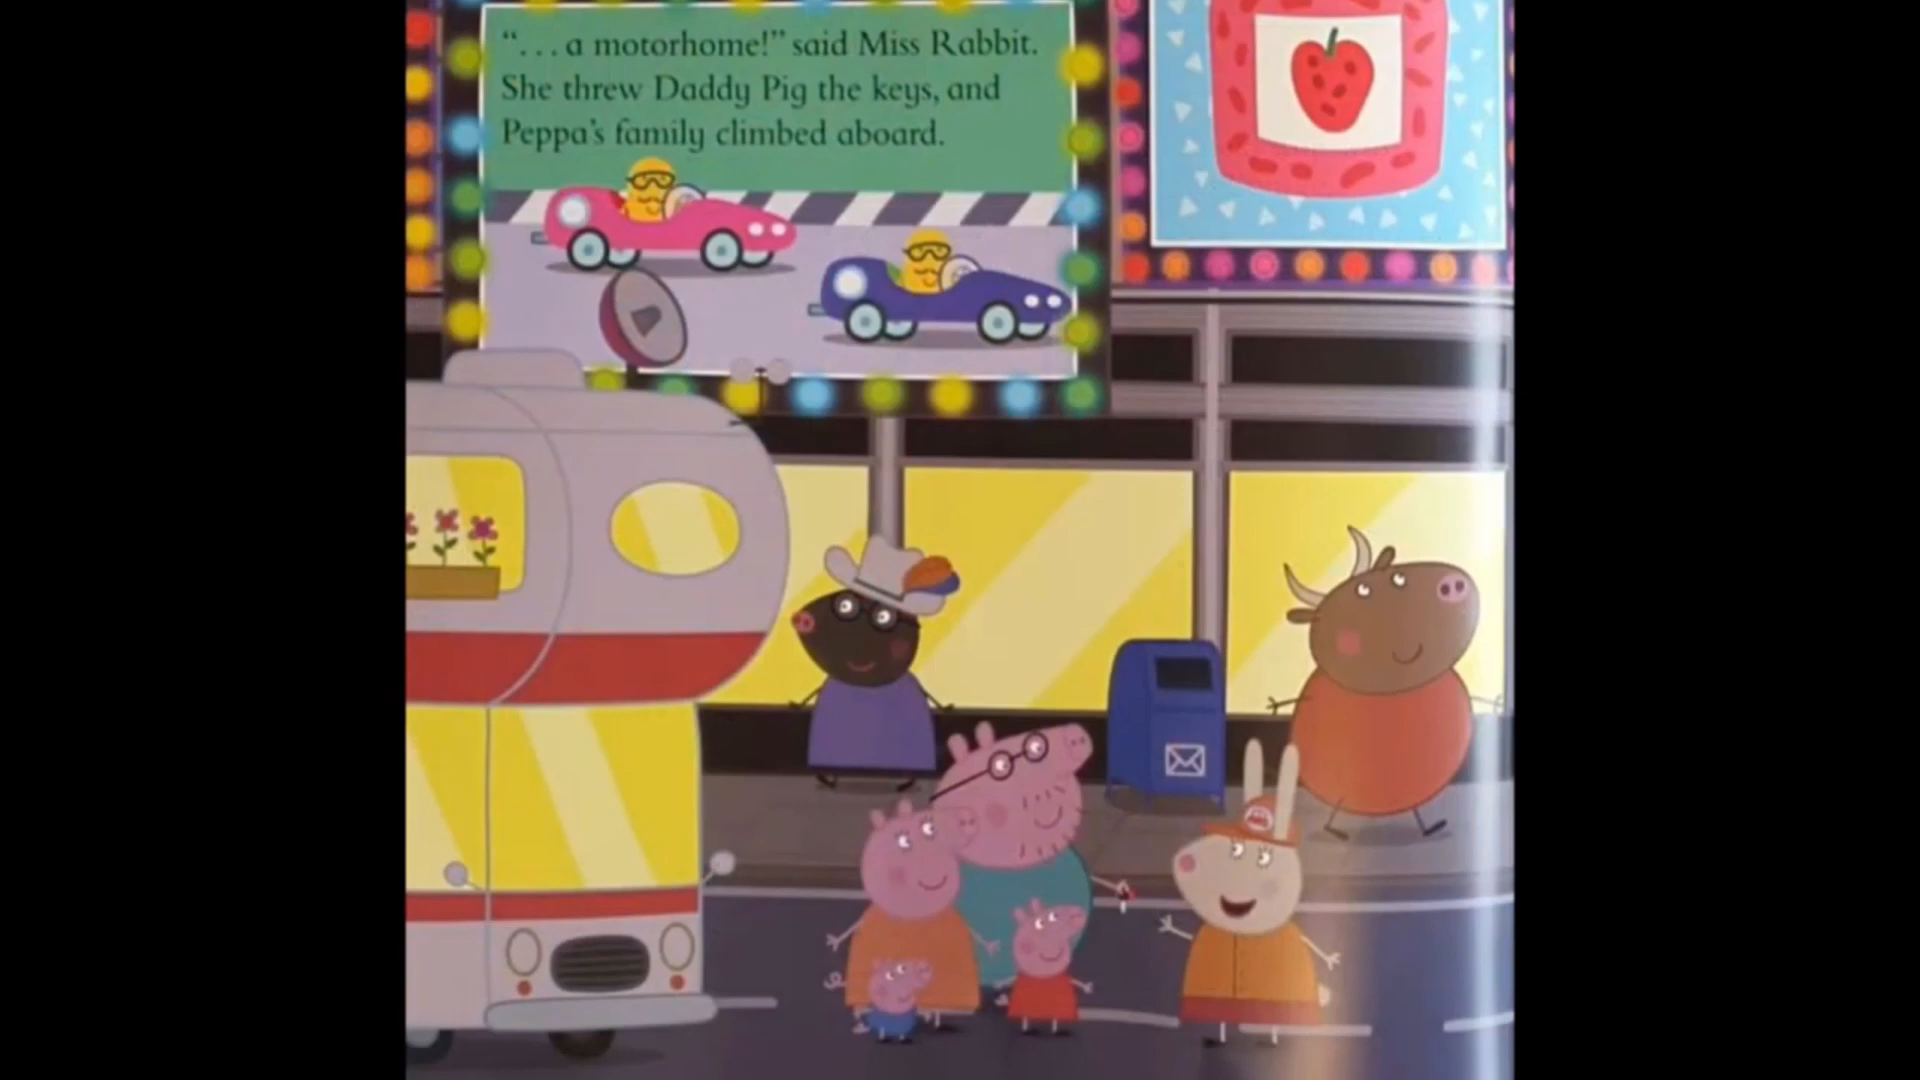 “. . . a motorhome!” said Miss Rabbit.
She threw Daddy Pig the keys, and
Peppa’s family climbed aboard.